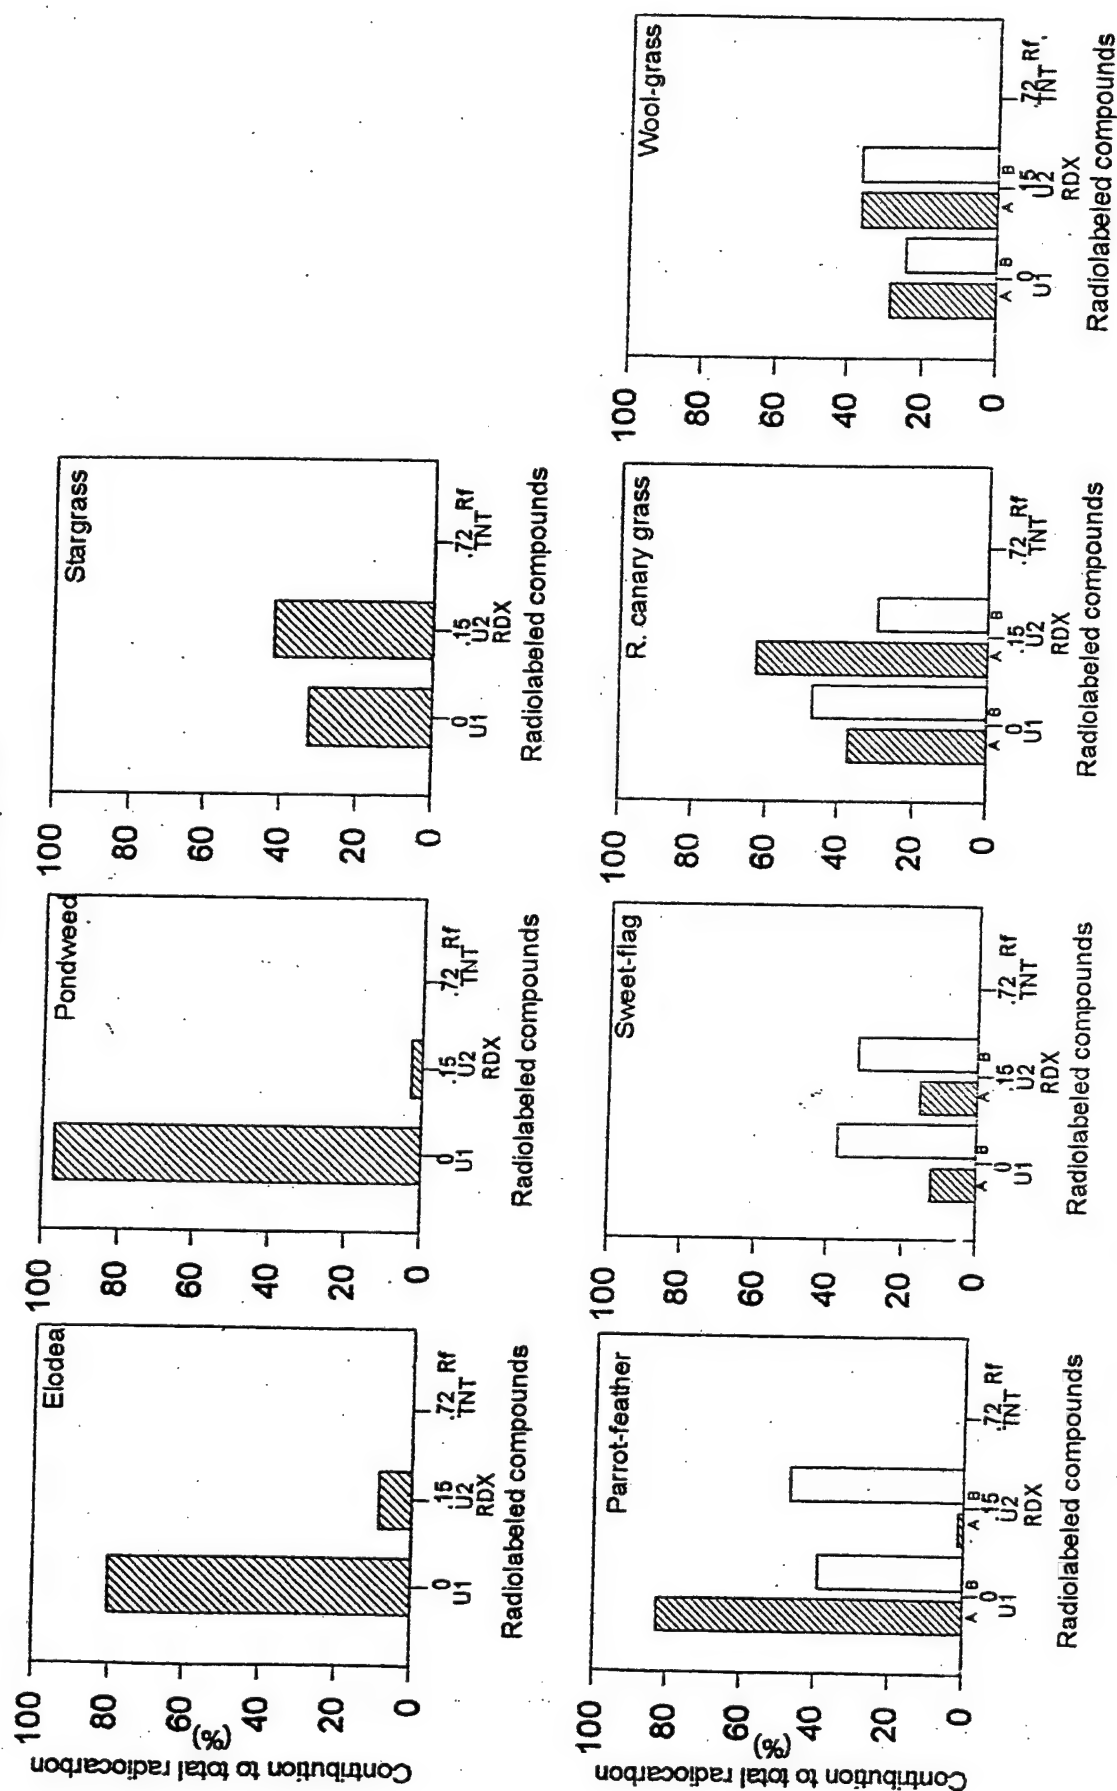 Contribution to total radiocarbon
(%)
Elodea
100
80
60
40
20
0
0 .15 .72 Rf
U1 U2 TNT
RDX
Radiolabeled compounds
Pondweed
100
80
60
40
20
0
0 .15 .72 Rf
U1 U2 TNT
RDX
Radiolabeled compounds
Stargrass
100
80
60
40
20
0
0 .15 .72 Rf
U1 U2 TNT
RDX
Radiolabeled compounds
Contribution to total radiocarbon
(%)
Parrot-feather
100
80
60
40
20
0
A B A B
0 .15 .72 Rf
U1 U2 TNT
RDX
Radiolabeled compounds
Sweet-flag
100
80
60
40
20
0
A B A B
0 .15 .72 Rf
U1 U2 TNT
RDX
Radiolabeled compounds
R. canary grass
100
80
60
40
20
0
A B A B
0 .15 .72 Rf
U1 U2 TNT
RDX
Radiolabeled compounds
Wool-grass
100
80
60
40
20
0
A B A B
0 .15 .72 Rf
U1 U2 TNT
RDX
Radiolabeled compounds